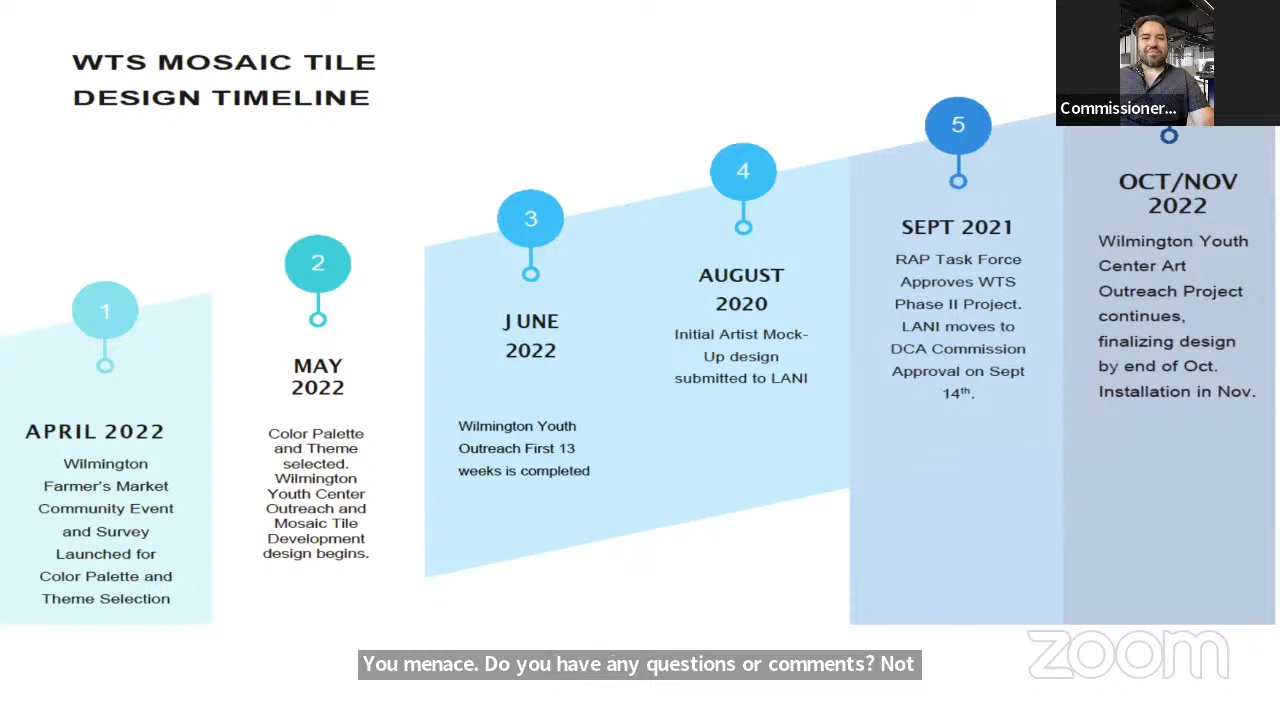 WTS MOSAIC TILE
DESIGN TIMELINE
1
APRIL 2022
Wilmington
Farmer's Market
Community Event
and Survey
Launched for
Color Palette and
Theme Selection
2
MAY
2022
Color Palette
and Theme
selected.
Wilmington
Youth Center
Outreach and
Mosaic Tile
Development
design begins.
3
JUNE
2022
Wilmington Youth
Outreach First 13
weeks is completed
4
AUGUST
2020
Initial Artist Mock-
Up design
submitted to LANI
5
SEPT 2021
RAP Task Force
Approves WTS
Phase II Project.
LANI moves to
DCA Commission
Approval on Sept
14th.
OCT/NOV
2022
Wilmington Youth
Center Art
Outreach Project
continues,
finalizing design
by end of Oct.
Installation in Nov.
Commissioner...
You menace. Do you have any questions or comments? Not
zoom